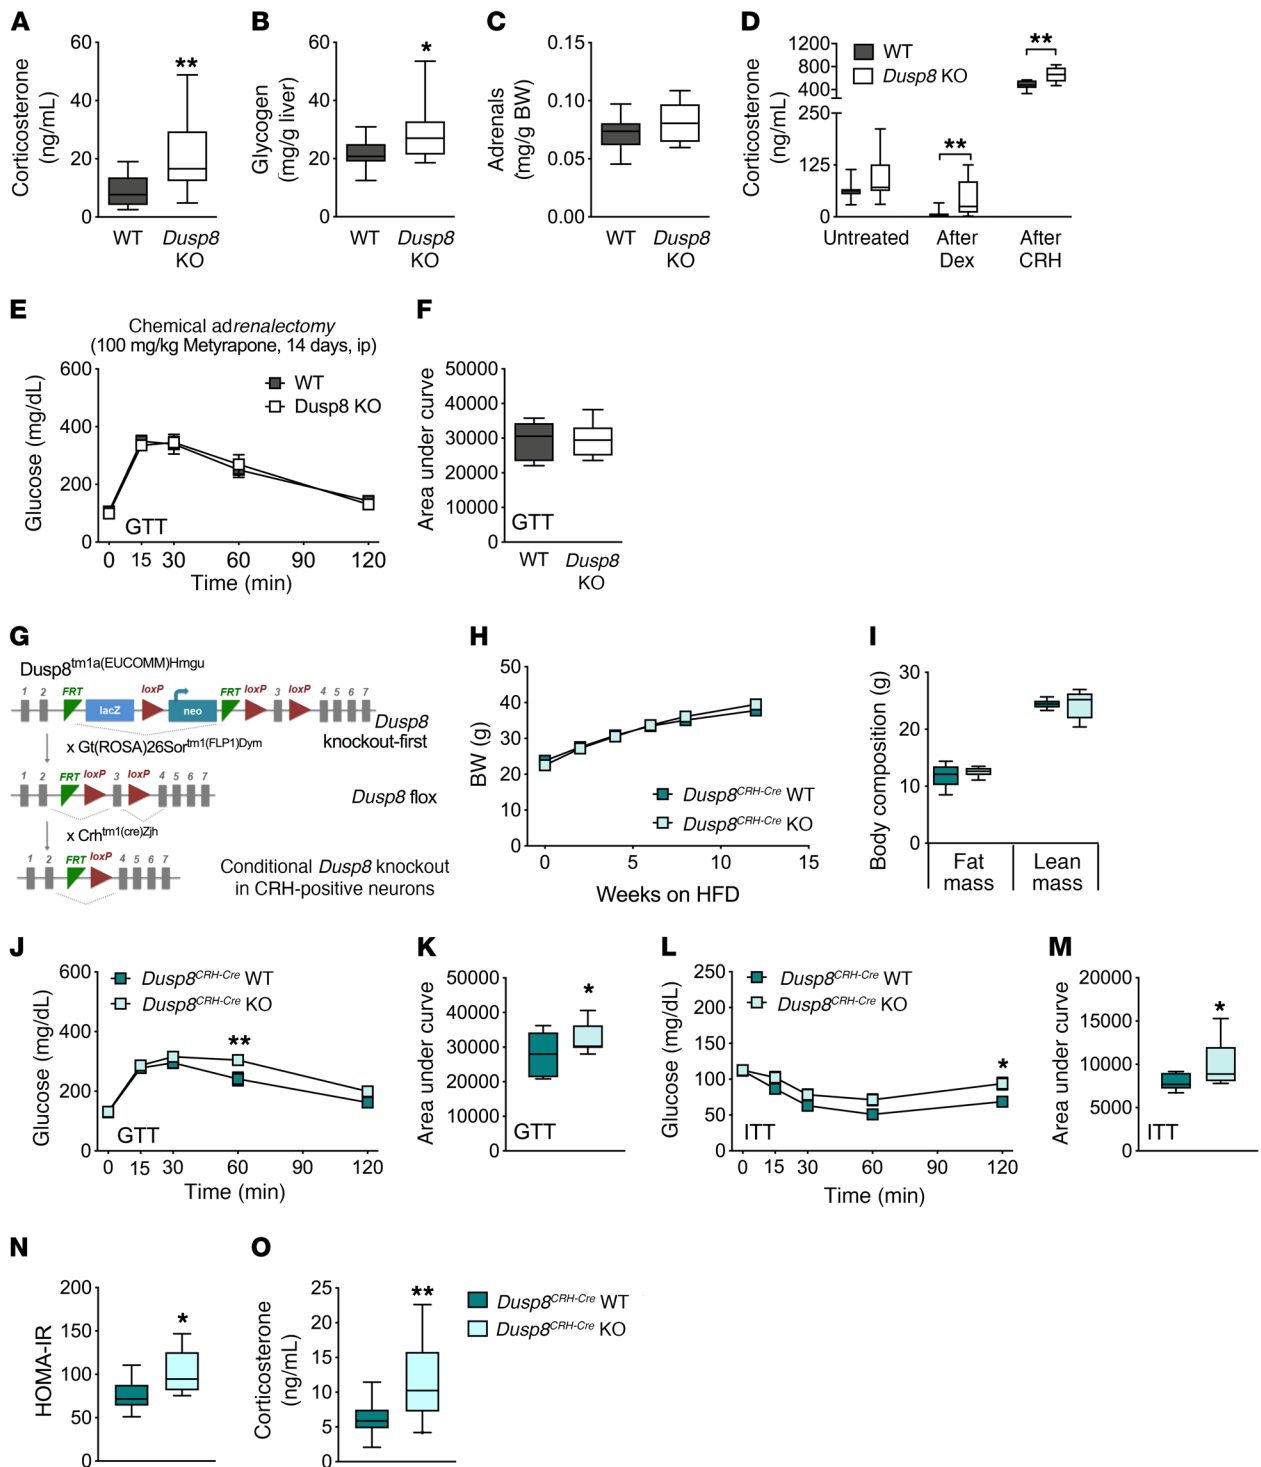 A
Corticosterone
(ng/mL)
60
40
20
0
**
WT
Dusp8
KO
B
Glycogen
(mg/g liver)
60
40
20
0
*
WT
Dusp8
KO
C
Adrenals
(mg/g BW)
0.15
0.10
0.05
0.00
WT
Dusp8
KO
D
Corticosterone
(ng/mL)
1200
800
400
250
125
0
WT
Dusp8 KO
**
**
Untreated
After
Dex
After
CRH
E
Chemical adrenalectomy
(100 mg/kg Metyrapone, 14 days, ip)
Glucose (mg/dL)
600
400
200
0
WT
Dusp8 KO
GTT
0 15 30 60 90 120
Time (min)
F
Area under curve
50000
40000
30000
20000
10000
0
GTT
WT
Dusp8
KO
G
Dusp8tm1a(EUCOMM)Hmgu
1 2 FRT loxP FRT loxP 3 loxP 4 5 6 7
lacZ neo
Dusp8
knockout-first
x Gt(ROSA)26Sortm1(FLP1)Dym
1 2 FRT loxP 3 loxP 4 5 6 7
Dusp8 flox
x Crhtm1(cre)Zjh
1 2 FRT loxP 4 5 6 7
Conditional Dusp8 knockout
in CRH-positive neurons
H
BW (g)
50
40
30
20
10
0
Dusp8CRH-Cre WT
Dusp8CRH-Cre KO
0 5 10 15
Weeks on HFD
I
Body composition (g)
30
20
10
0
Fat
mass
Lean
mass
J
Glucose (mg/dL)
600
400
200
0
Dusp8CRH-Cre WT
Dusp8CRH-Cre KO
**
GTT
0 15 30 60 90 120
Time (min)
K
Area under curve
50000
40000
30000
20000
10000
0
*
GTT
L
Glucose (mg/dL)
250
200
150
100
50
0
Dusp8CRH-Cre WT
Dusp8CRH-Cre KO
*
ITT
0 15 30 60 90 120
Time (min)
M
Area under curve
20000
15000
10000
5000
0
*
ITT
N
HOMA-IR
200
150
100
50
0
*
O
Corticosterone
(ng/mL)
25
20
15
10
5
0
**
Dusp8CRH-Cre WT
Dusp8CRH-Cre KO